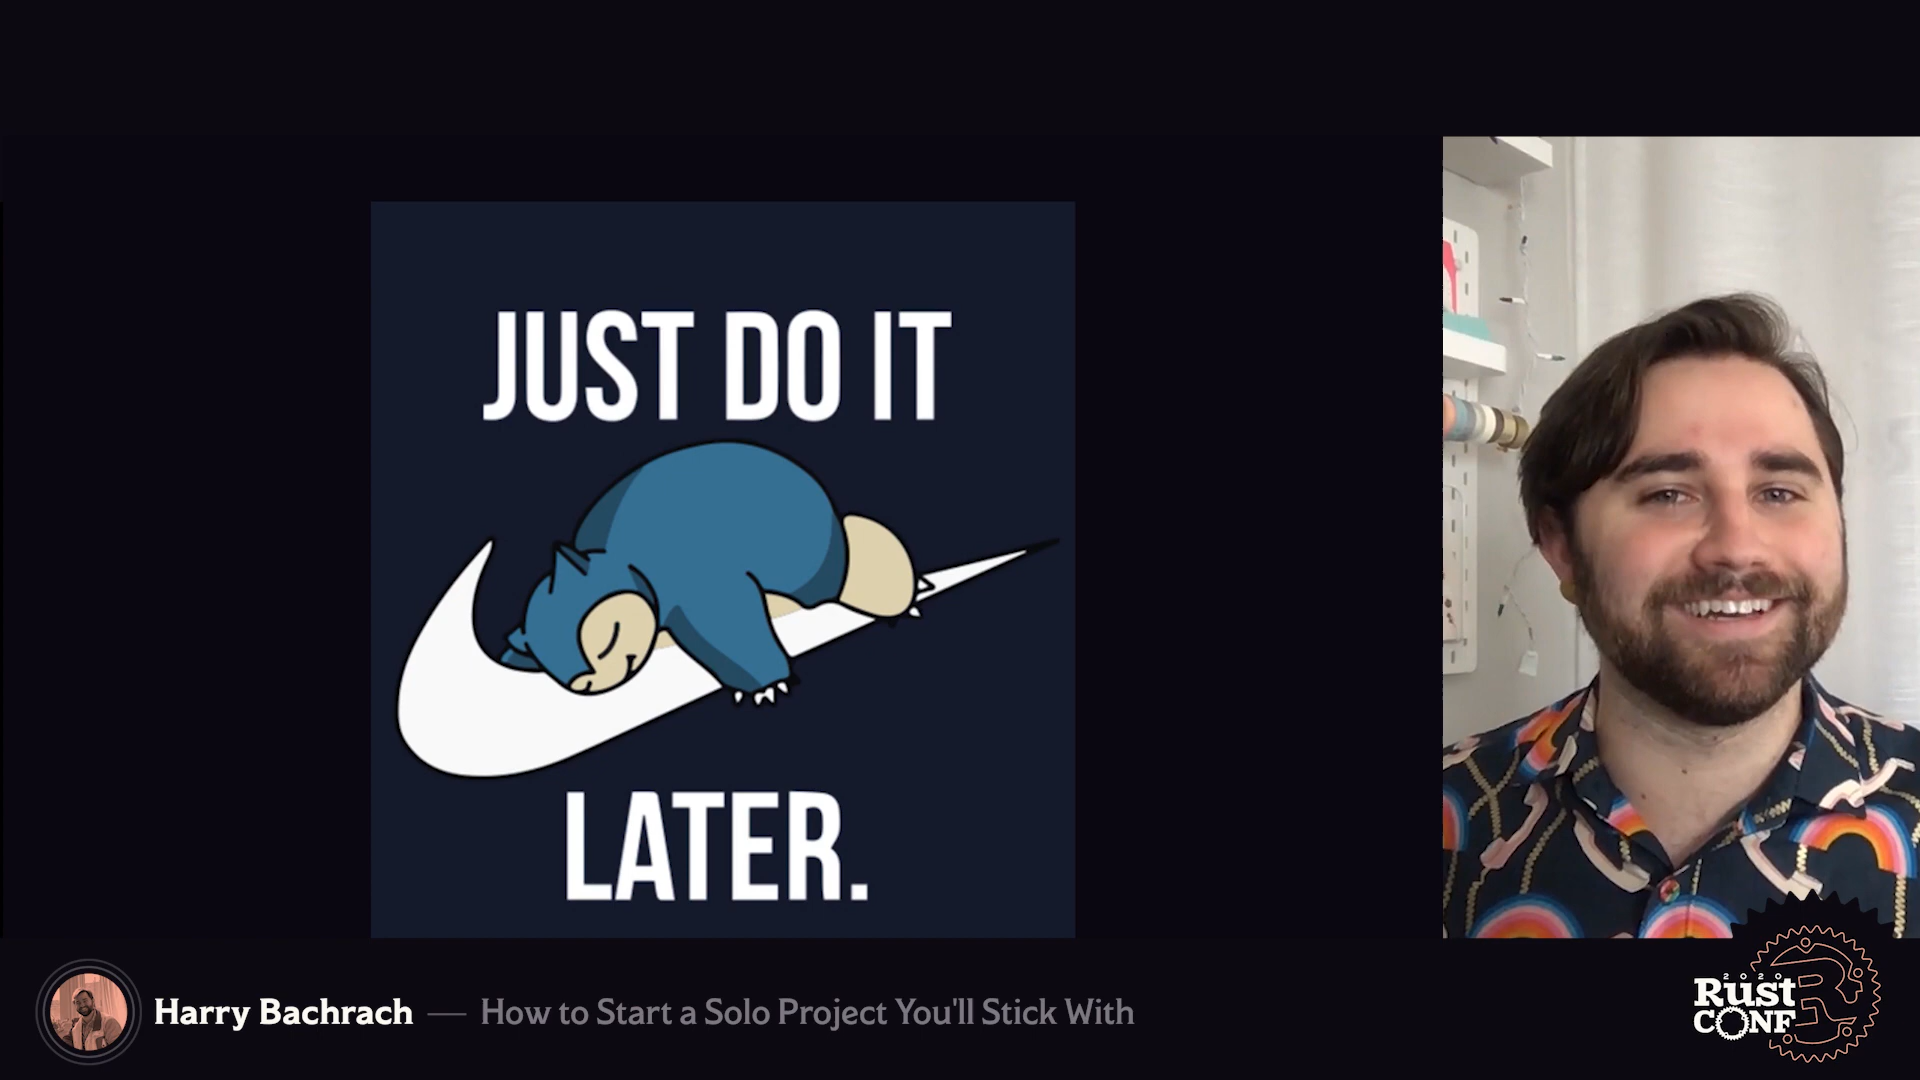 JUST DO IT
LATER.
Harry Bachrach — How to Start a Solo Project You'll Stick With
2020
Rust
CONF